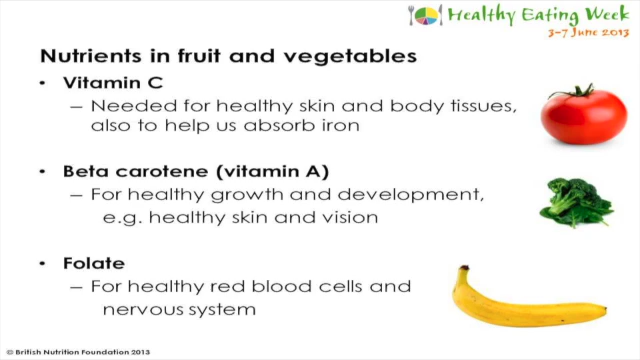 Healthy Eating Week
3-7 June 2013
Nutrients in fruit and vegetables
• Vitamin C
– Needed for healthy skin and body tissues,
also to help us absorb iron
• Beta carotene (vitamin A)
– For healthy growth and development,
e.g. healthy skin and vision
• Folate
– For healthy red blood cells and
nervous system
© British Nutrition Foundation 2013